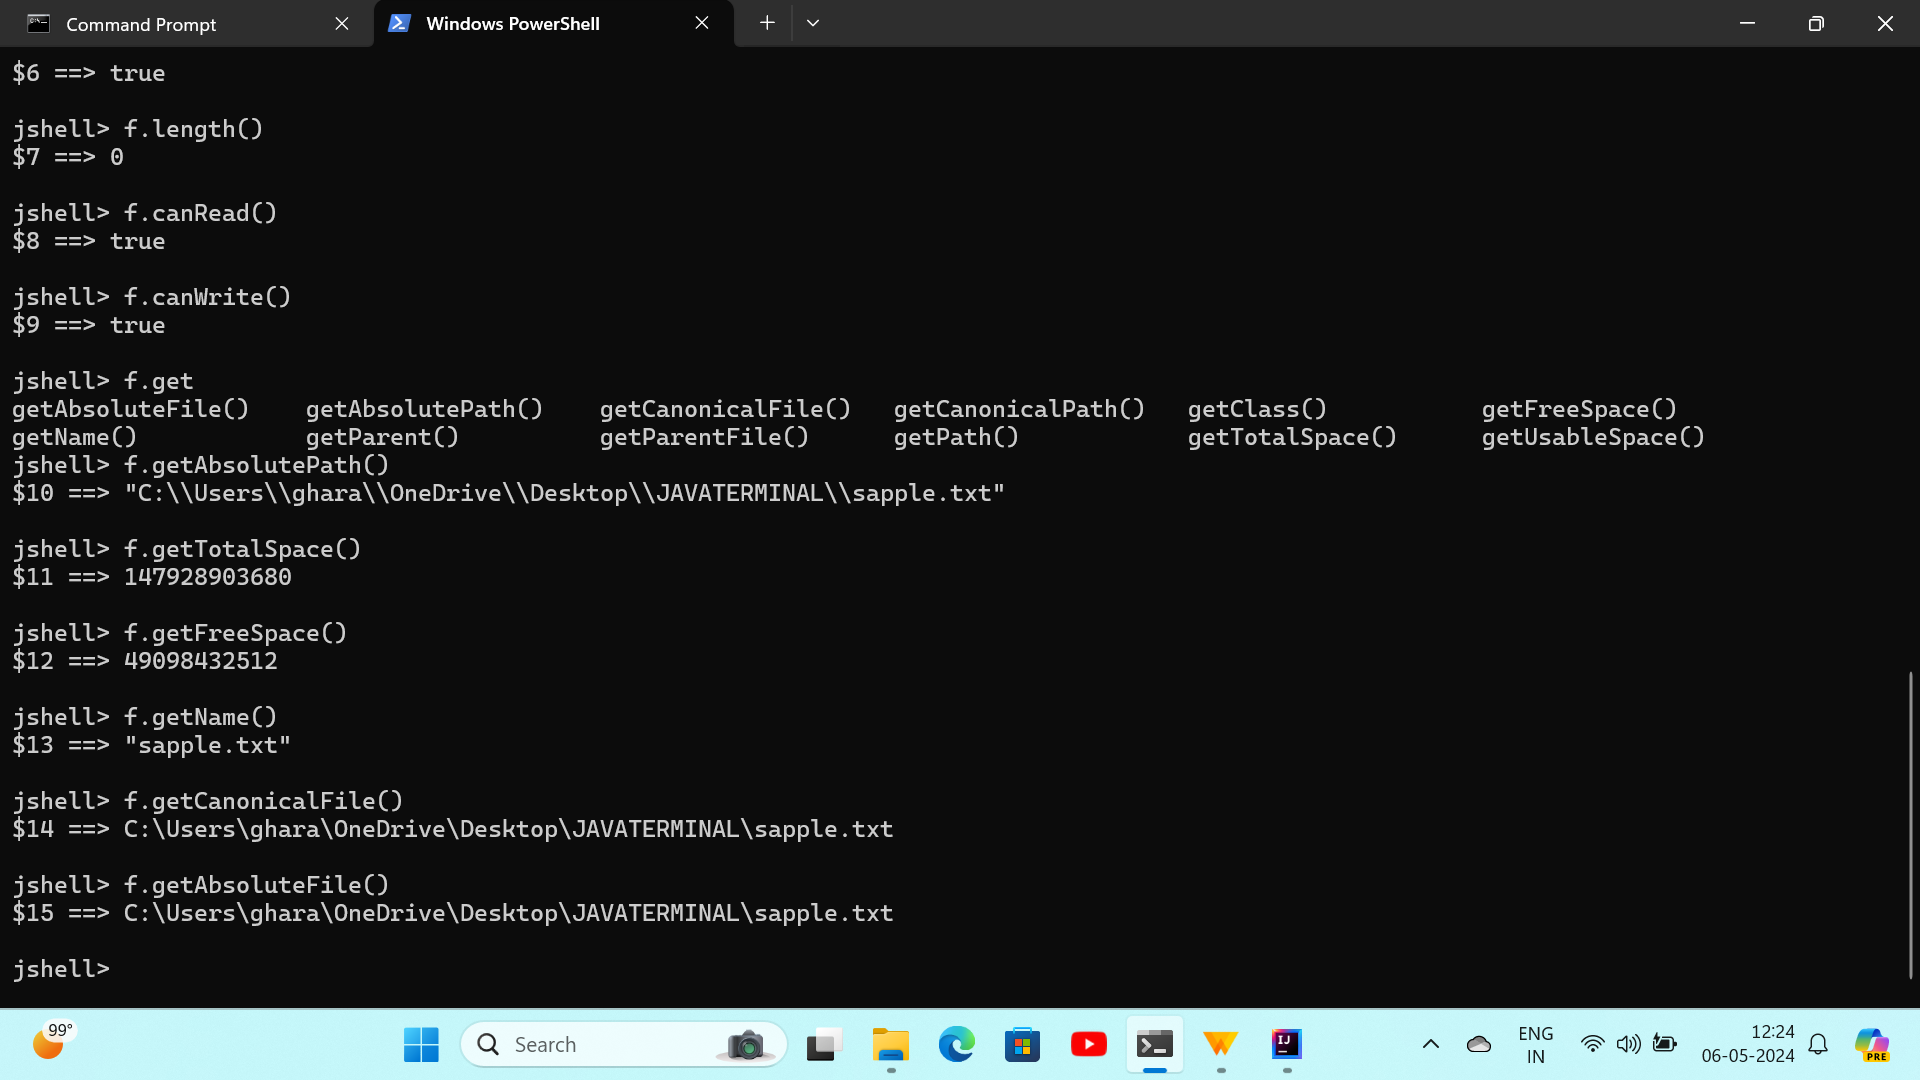 Command Prompt
Windows PowerShell
$6 ==> true
jshell> f.length()
$7 ==> 0
jshell> f.canRead()
$8 ==> true
jshell> f.canWrite()
$9 ==> true
jshell> f.get
getAbsoluteFile()    getAbsolutePath()    getCanonicalFile()   getCanonicalPath()   getClass()           getFreeSpace()
getName()            getParent()          getParentFile()      getPath()            getTotalSpace()      getUsableSpace()
jshell> f.getAbsolutePath()
$10 ==> "C:\\Users\\ghara\\OneDrive\\Desktop\\JAVATERMINAL\\sapple.txt"
jshell> f.getTotalSpace()
$11 ==> 147928903680
jshell> f.getFreeSpace()
$12 ==> 49098432512
jshell> f.getName()
$13 ==> "sapple.txt"
jshell> f.getCanonicalFile()
$14 ==> C:\Users\ghara\OneDrive\Desktop\JAVATERMINAL\sapple.txt
jshell> f.getAbsoluteFile()
$15 ==> C:\Users\ghara\OneDrive\Desktop\JAVATERMINAL\sapple.txt
jshell>
99°
Search
IJ
ENG
IN
12:24
06-05-2024
PRE